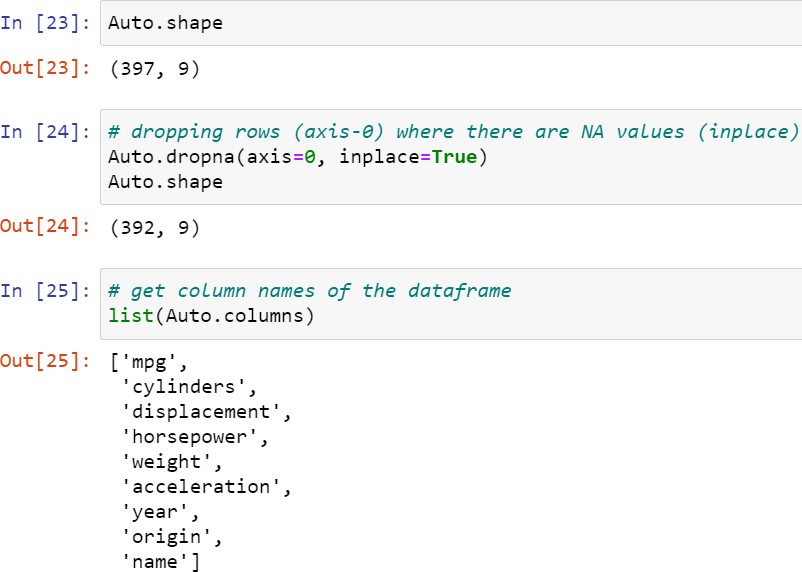 In [23]: Auto.shape
Out[23]: (397, 9)
In [24]: # dropping rows (axis-0) where there are NA values (inplace)
Auto.dropna(axis=0, inplace=True)
Auto.shape
Out[24]: (392, 9)
In [25]: # get column names of the dataframe
list(Auto.columns)
Out[25]: ['mpg',
'cylinders',
'displacement',
'horsepower',
'weight',
'acceleration',
'year',
'origin',
'name']